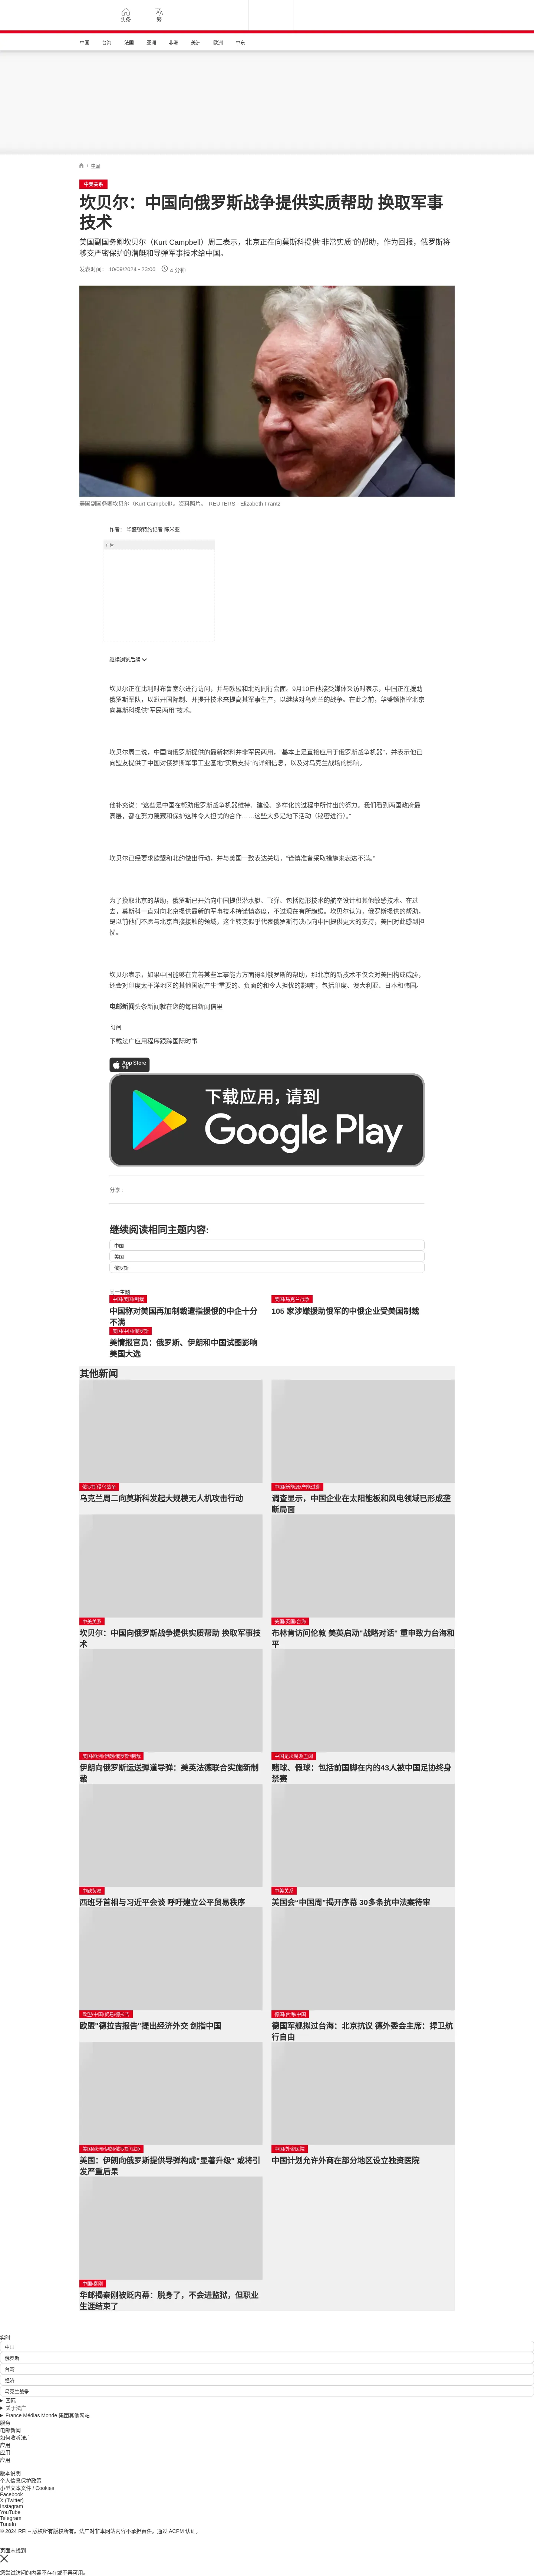 头条
繁
中国
台海
法国
亚洲
非洲
美洲
欧洲
中东
/ 中国
中美关系
坎贝尔：中国向俄罗斯战争提供实质帮助 换取军事
技术
美国副国务卿坎贝尔（Kurt Campbell）周二表示，北京正在向莫斯科提供“非常实质”的帮助，作为回报，俄罗斯将
移交严密保护的潜艇和导弹军事技术给中国。
发表时间： 10/09/2024 - 23:06
4 分钟
美国副国务卿坎贝尔（Kurt Campbell）。资料照片。 REUTERS - Elizabeth Frantz
作者： 华盛顿特约记者 陈米亚
广告
继续浏览后续
坎贝尔正在比利时布鲁塞尔进行访问，并与欧盟和北约同行会面。9月10日他接受媒体采访时表示，中国正在援助
俄罗斯军队，以避开国际制、并提升技术来提高其军事生产，以继续对乌克兰的战争。在此之前，华盛顿指控北京
向莫斯科提供“军民两用”技术。
坎贝尔周二说，中国向俄罗斯提供的最新材料并非军民两用，“基本上是直接应用于俄罗斯战争机器”，并表示他已
向盟友提供了中国对俄罗斯军事工业基地“实质支持”的详细信息，以及对乌克兰战场的影响。
他补充说：“这些是中国在帮助俄罗斯战争机器维持、建设、多样化的过程中所付出的努力。我们看到两国政府最
高层，都在努力隐藏和保护这种令人担忧的合作……这些大多是地下活动（秘密进行）。”
坎贝尔已经要求欧盟和北约做出行动，并与美国一致表达关切，“谨慎准备采取措施来表达不满。”
为了换取北京的帮助，俄罗斯已开始向中国提供潜水艇、飞弹、包括隐形技术的航空设计和其他敏感技术。在过
去，莫斯科一直对向北京提供最新的军事技术持谨慎态度，不过现在有所趋缓。坎贝尔认为，俄罗斯提供的帮助，
是以前他们不愿与北京直接接触的领域，这个转变似乎代表俄罗斯有决心向中国提供更大的支持，美国对此感到担
忧。
坎贝尔表示，如果中国能够在完善某些军事能力方面得到俄罗斯的帮助，那北京的新技术不仅会对美国构成威胁，
还会对印度太平洋地区的其他国家产生“重要的、负面的和令人担忧的影响”，包括印度、澳大利亚、日本和韩国。
电邮新闻头条新闻就在您的每日新闻信里
订阅
下载法广应用程序跟踪国际时事
App Store
下载
下载应用，请到
Google Play
分享 :
继续阅读相同主题内容:
中国
美国
俄罗斯
同一主题
中国/美国/制裁
中国称对美国再加制裁遭指援俄的中企十分
不满
美国/乌克兰战争
105 家涉嫌援助俄军的中俄企业受美国制裁
美国/中国/俄罗斯
美情报官员：俄罗斯、伊朗和中国试图影响
美国大选
其他新闻
俄罗斯侵乌战争
乌克兰周二向莫斯科发起大规模无人机攻击行动
中国/新能源/产能过剩
调查显示，中国企业在太阳能板和风电领域已形成垄
断局面
中美关系
坎贝尔：中国向俄罗斯战争提供实质帮助 换取军事技
术
美国/英国/台海
布林肯访问伦敦 美英启动“战略对话” 重申致力台海和
平
美国/欧洲/伊朗/俄罗斯/制裁
伊朗向俄罗斯运送弹道导弹：美英法德联合实施新制
裁
中国足坛腐败丑闻
赌球、假球：包括前国脚在内的43人被中国足协终身
禁赛
中欧贸易
西班牙首相与习近平会谈 呼吁建立公平贸易秩序
中美关系
美国会“中国周”揭开序幕 30多条抗中法案待审
欧盟/中国/贸易/德拉吉
欧盟“德拉吉报告”提出经济外交 剑指中国
德国/台海/中国
德国军舰拟过台海：北京抗议 德外委会主席：捍卫航
行自由
美国/欧洲/伊朗/俄罗斯/武器
美国：伊朗向俄罗斯提供导弹构成“显著升级” 或将引
发严重后果
中国/外资医院
中国计划允许外商在部分地区设立独资医院
中国/秦刚
华邮揭秦刚被贬内幕：脱身了，不会进监狱，但职业
生涯结束了
实时
中国
俄罗斯
台湾
经济
乌克兰战争
国际
关于法广
France Médias Monde 集团其他网站
服务
电邮新闻
如何收听法广
应用
应用
应用
版本说明
个人信息保护政策
小型文本文件 / Cookies
Facebook
X (Twitter)
Instagram
YouTube
Telegram
TuneIn
© 2024 RFI – 版权所有版权所有。法广对非本网站内容不承担责任。通过 ACPM 认证。
页面未找到
您尝试访问的内容不存在或不再可用。